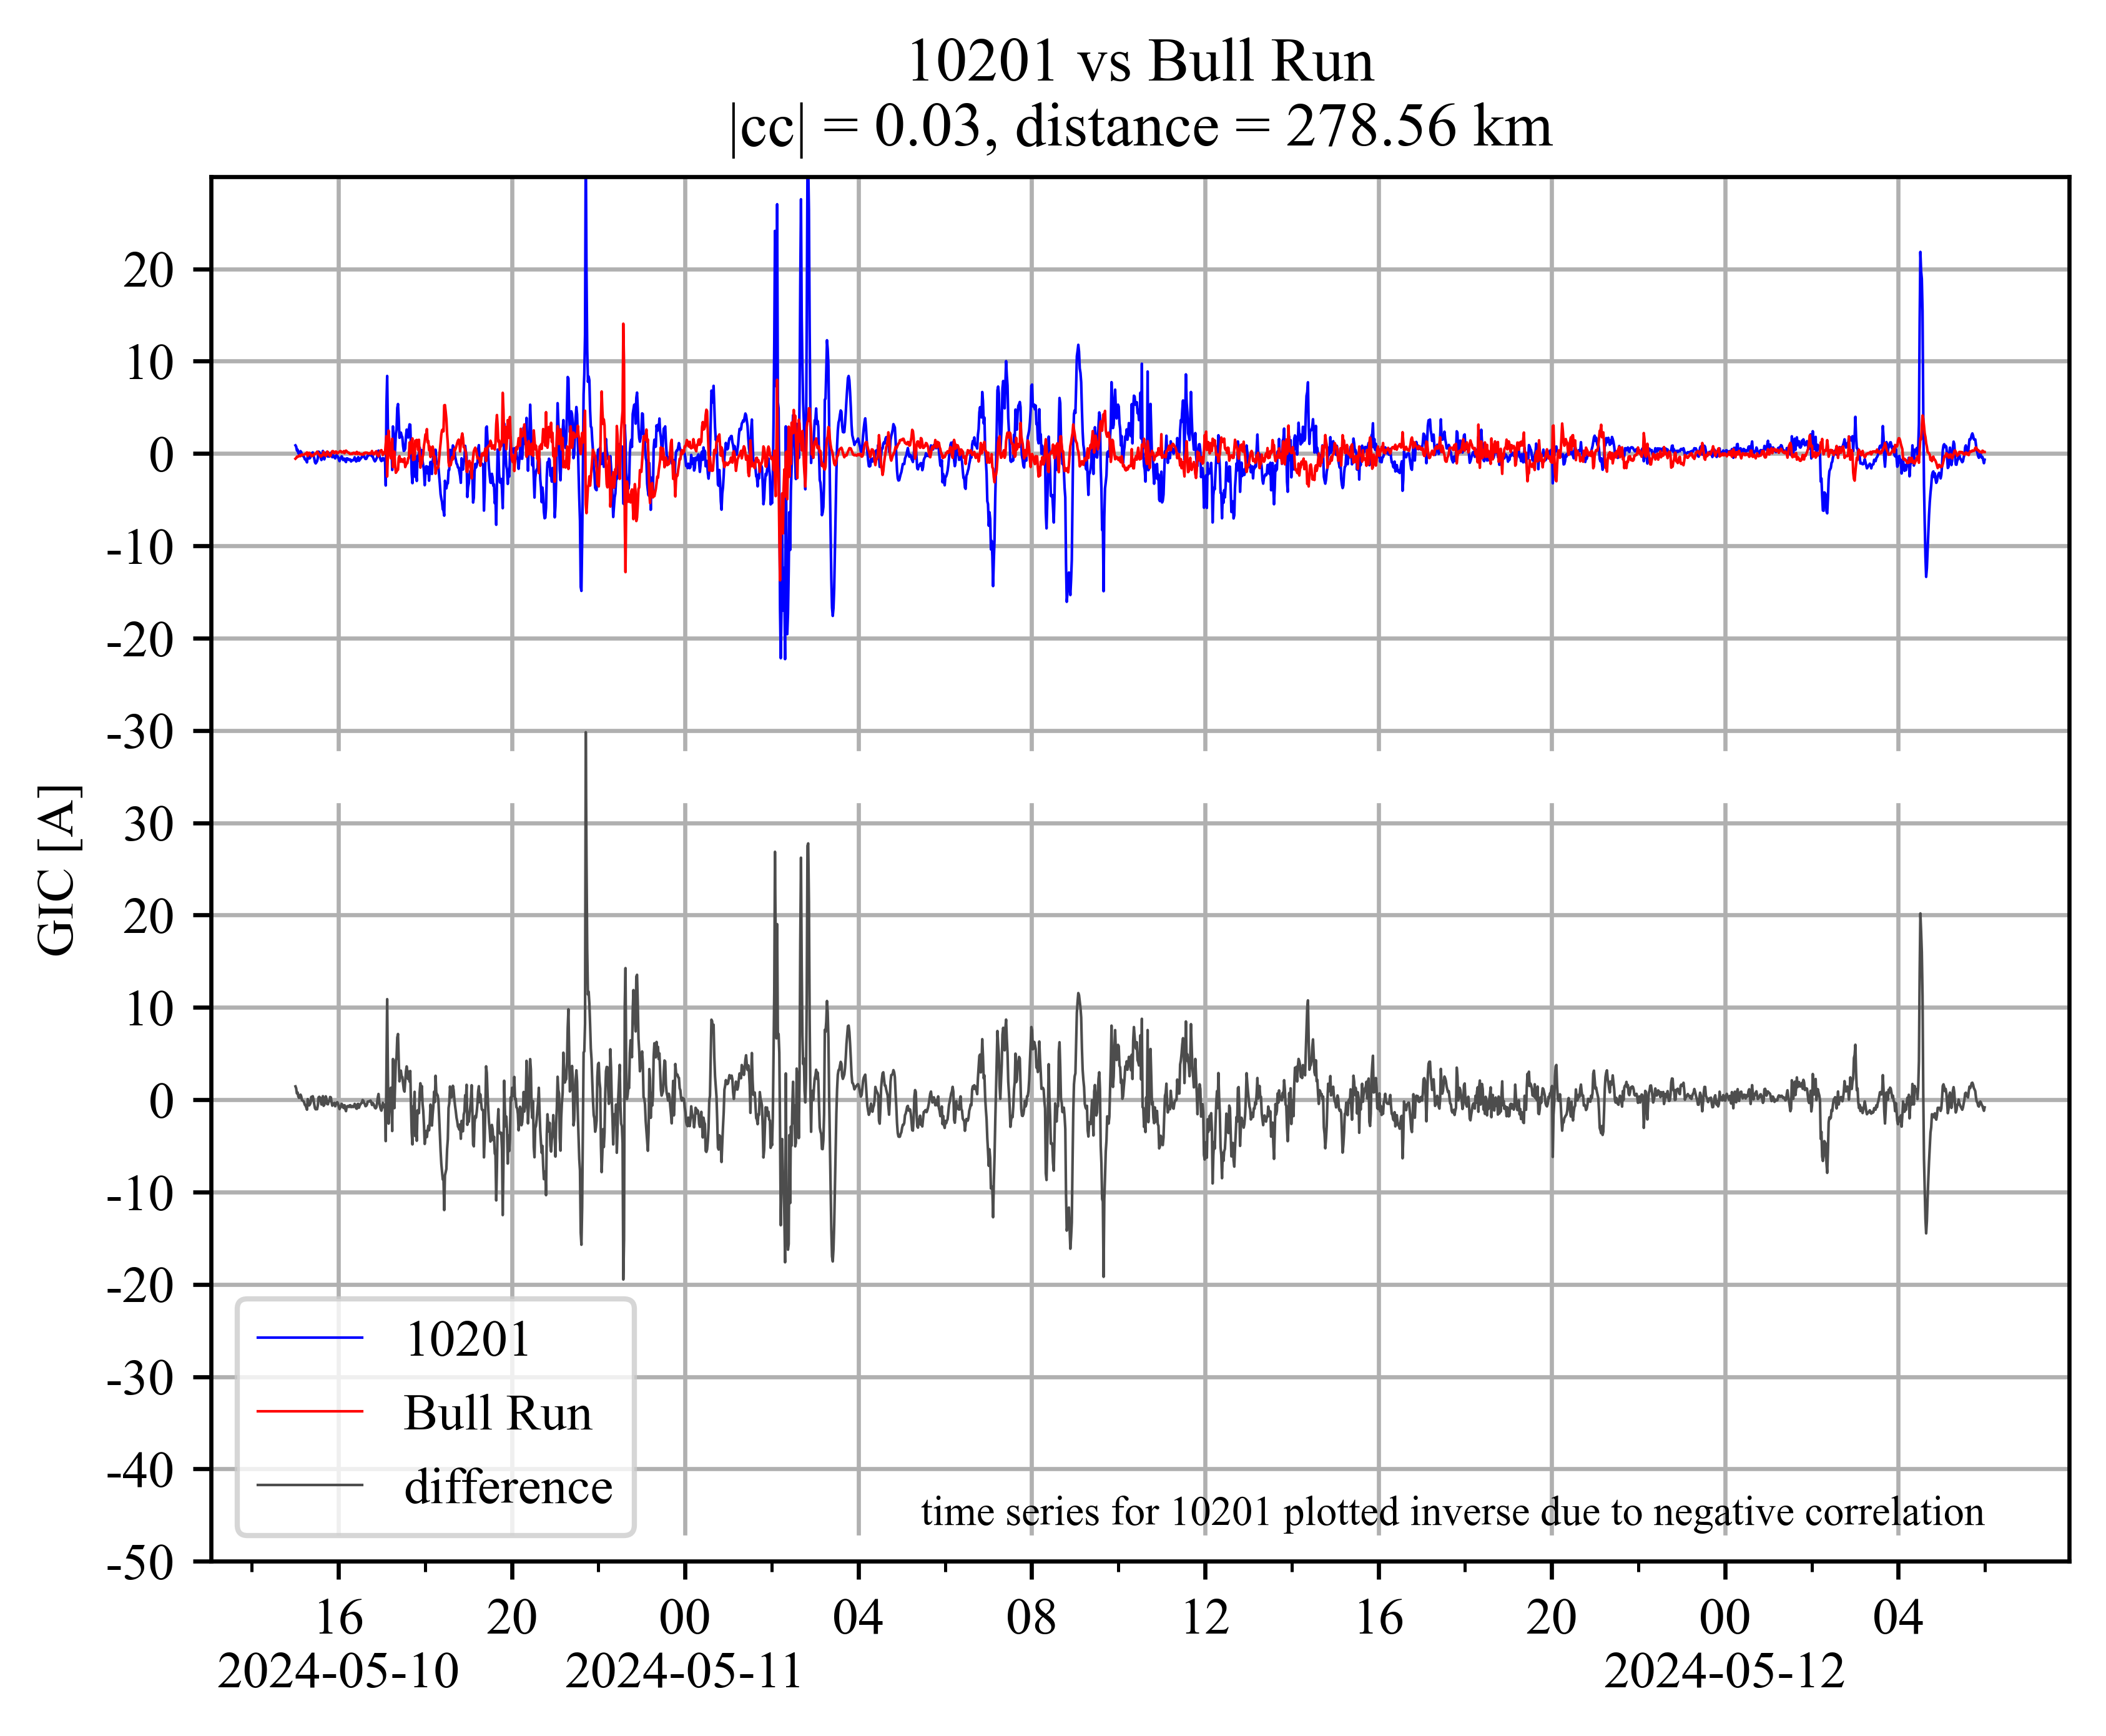 10201 vs Bull Run
|cc| = 0.03, distance = 278.56 km
GIC [A]
20
10
0
-10
-20
-30
30
20
10
0
-10
-20
-30
-40
-50
10201
Bull Run
difference
time series for 10201 plotted inverse due to negative correlation
16 20 00 04 08 12 16 20 00 04
2024-05-10 2024-05-11 2024-05-12